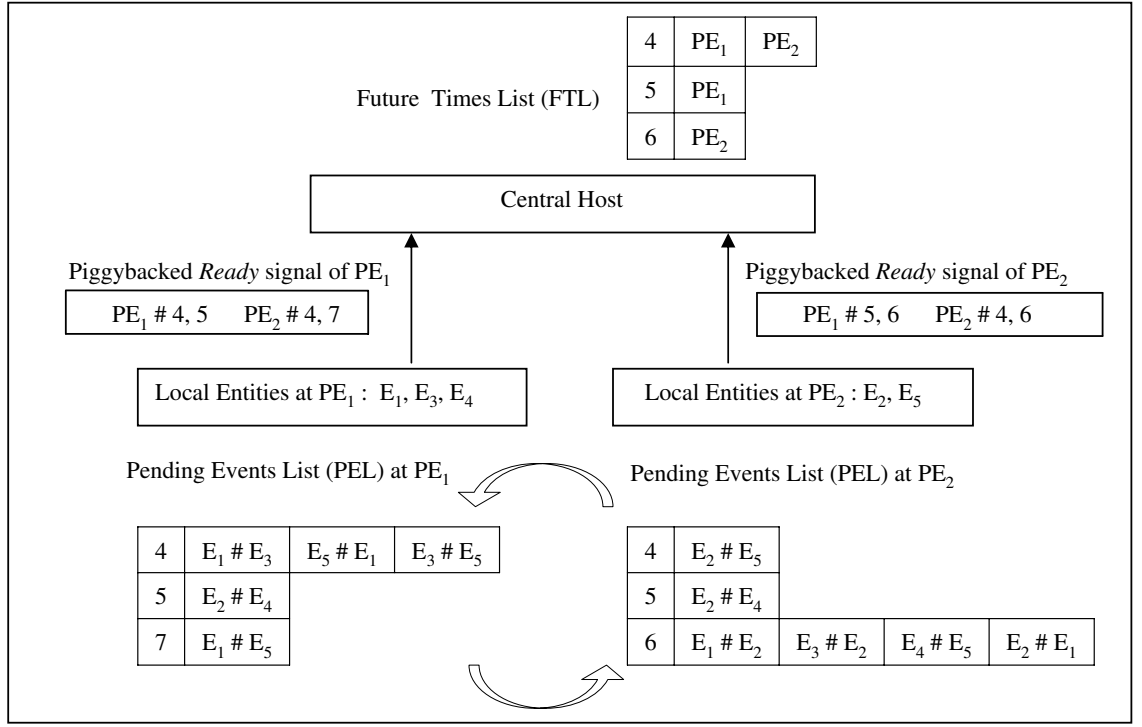 4 PE₁ PE₂
Future Times List (FTL)
5 PE₁
6 PE₂
Central Host
Piggybacked Ready signal of PE₁
Piggybacked Ready signal of PE₂
PE₁ # 4, 5 PE₂ # 4, 7
PE₁ # 5, 6 PE₂ # 4, 6
Local Entities at PE₁ : E₁, E₃, E₄
Local Entities at PE₂ : E₂, E₅
Pending Events List (PEL) at PE₁
Pending Events List (PEL) at PE₂
4 E₁ # E₃ E₅ # E₁ E₃ # E₅
5 E₂ # E₄
7 E₁ # E₅
4 E₂ # E₅
5 E₂ # E₄
6 E₁ # E₂ E₃ # E₂ E₄ # E₅ E₂ # E₁